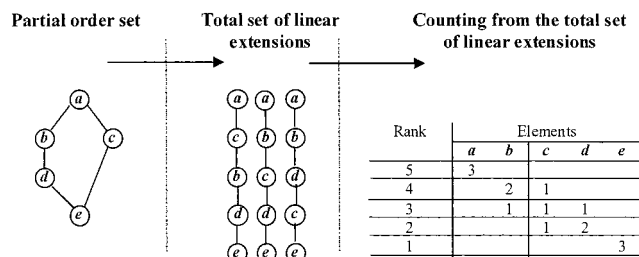 Partial order set
Total set of linear
extensions
Counting from the total set
of linear extensions
a
b
c
d
e
a a a
c b b
b c d
d d c
e e e
Rank Elements
a b c d e
5 3
4 2 1
3 1 1 1
2 1 2
1 3